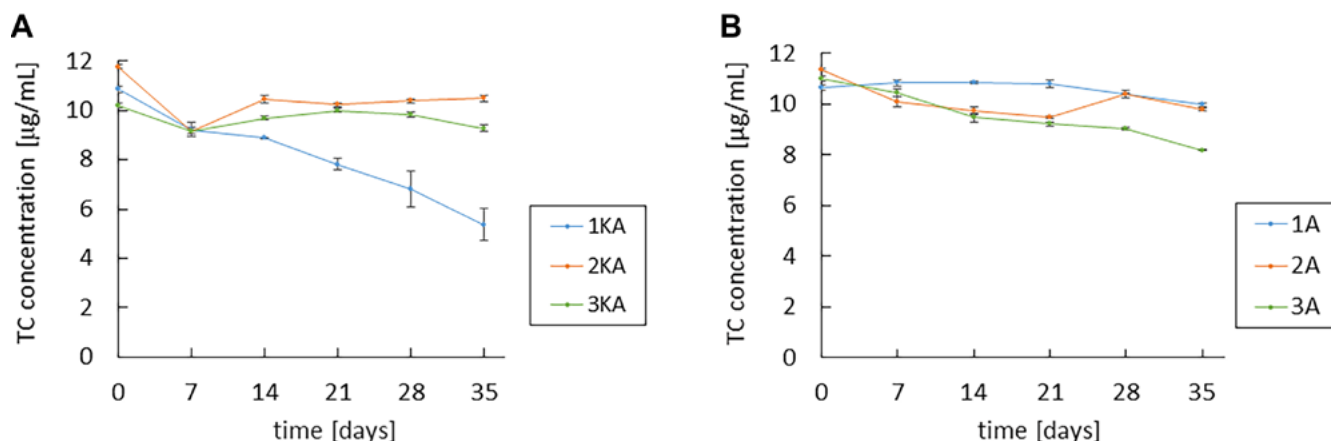 A
TC concentration [µg/mL]
12
10
8
6
4
2
0
0 7 14 21 28 35
time [days]
1KA
2KA
3KA
B
TC concentration [µg/mL]
12
10
8
6
4
2
0
0 7 14 21 28 35
time [days]
1A
2A
3A